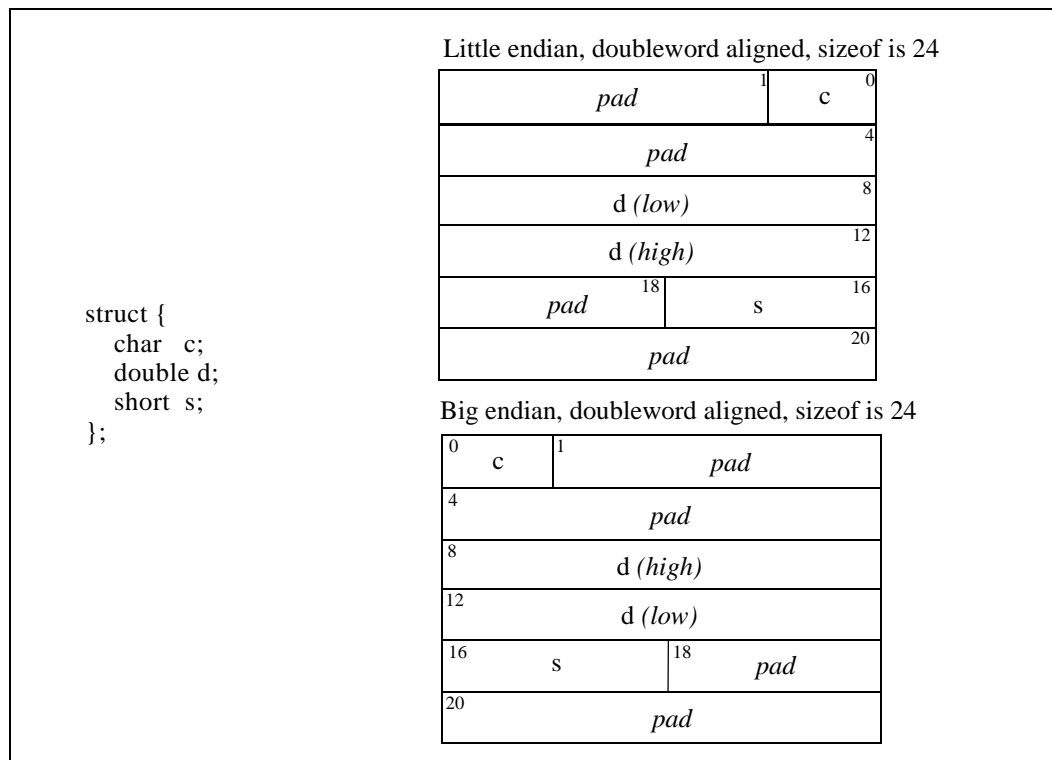 struct {
char c;
double d;
short s;
};
Little endian, doubleword aligned, sizeof is 24
pad 1 c 0
pad 4
d (low) 8
d (high) 12
pad 18 s 16
pad 20
Big endian, doubleword aligned, sizeof is 24
0 c 1 pad
4 pad
8 d (high)
12 d (low)
16 s 18 pad
20 pad